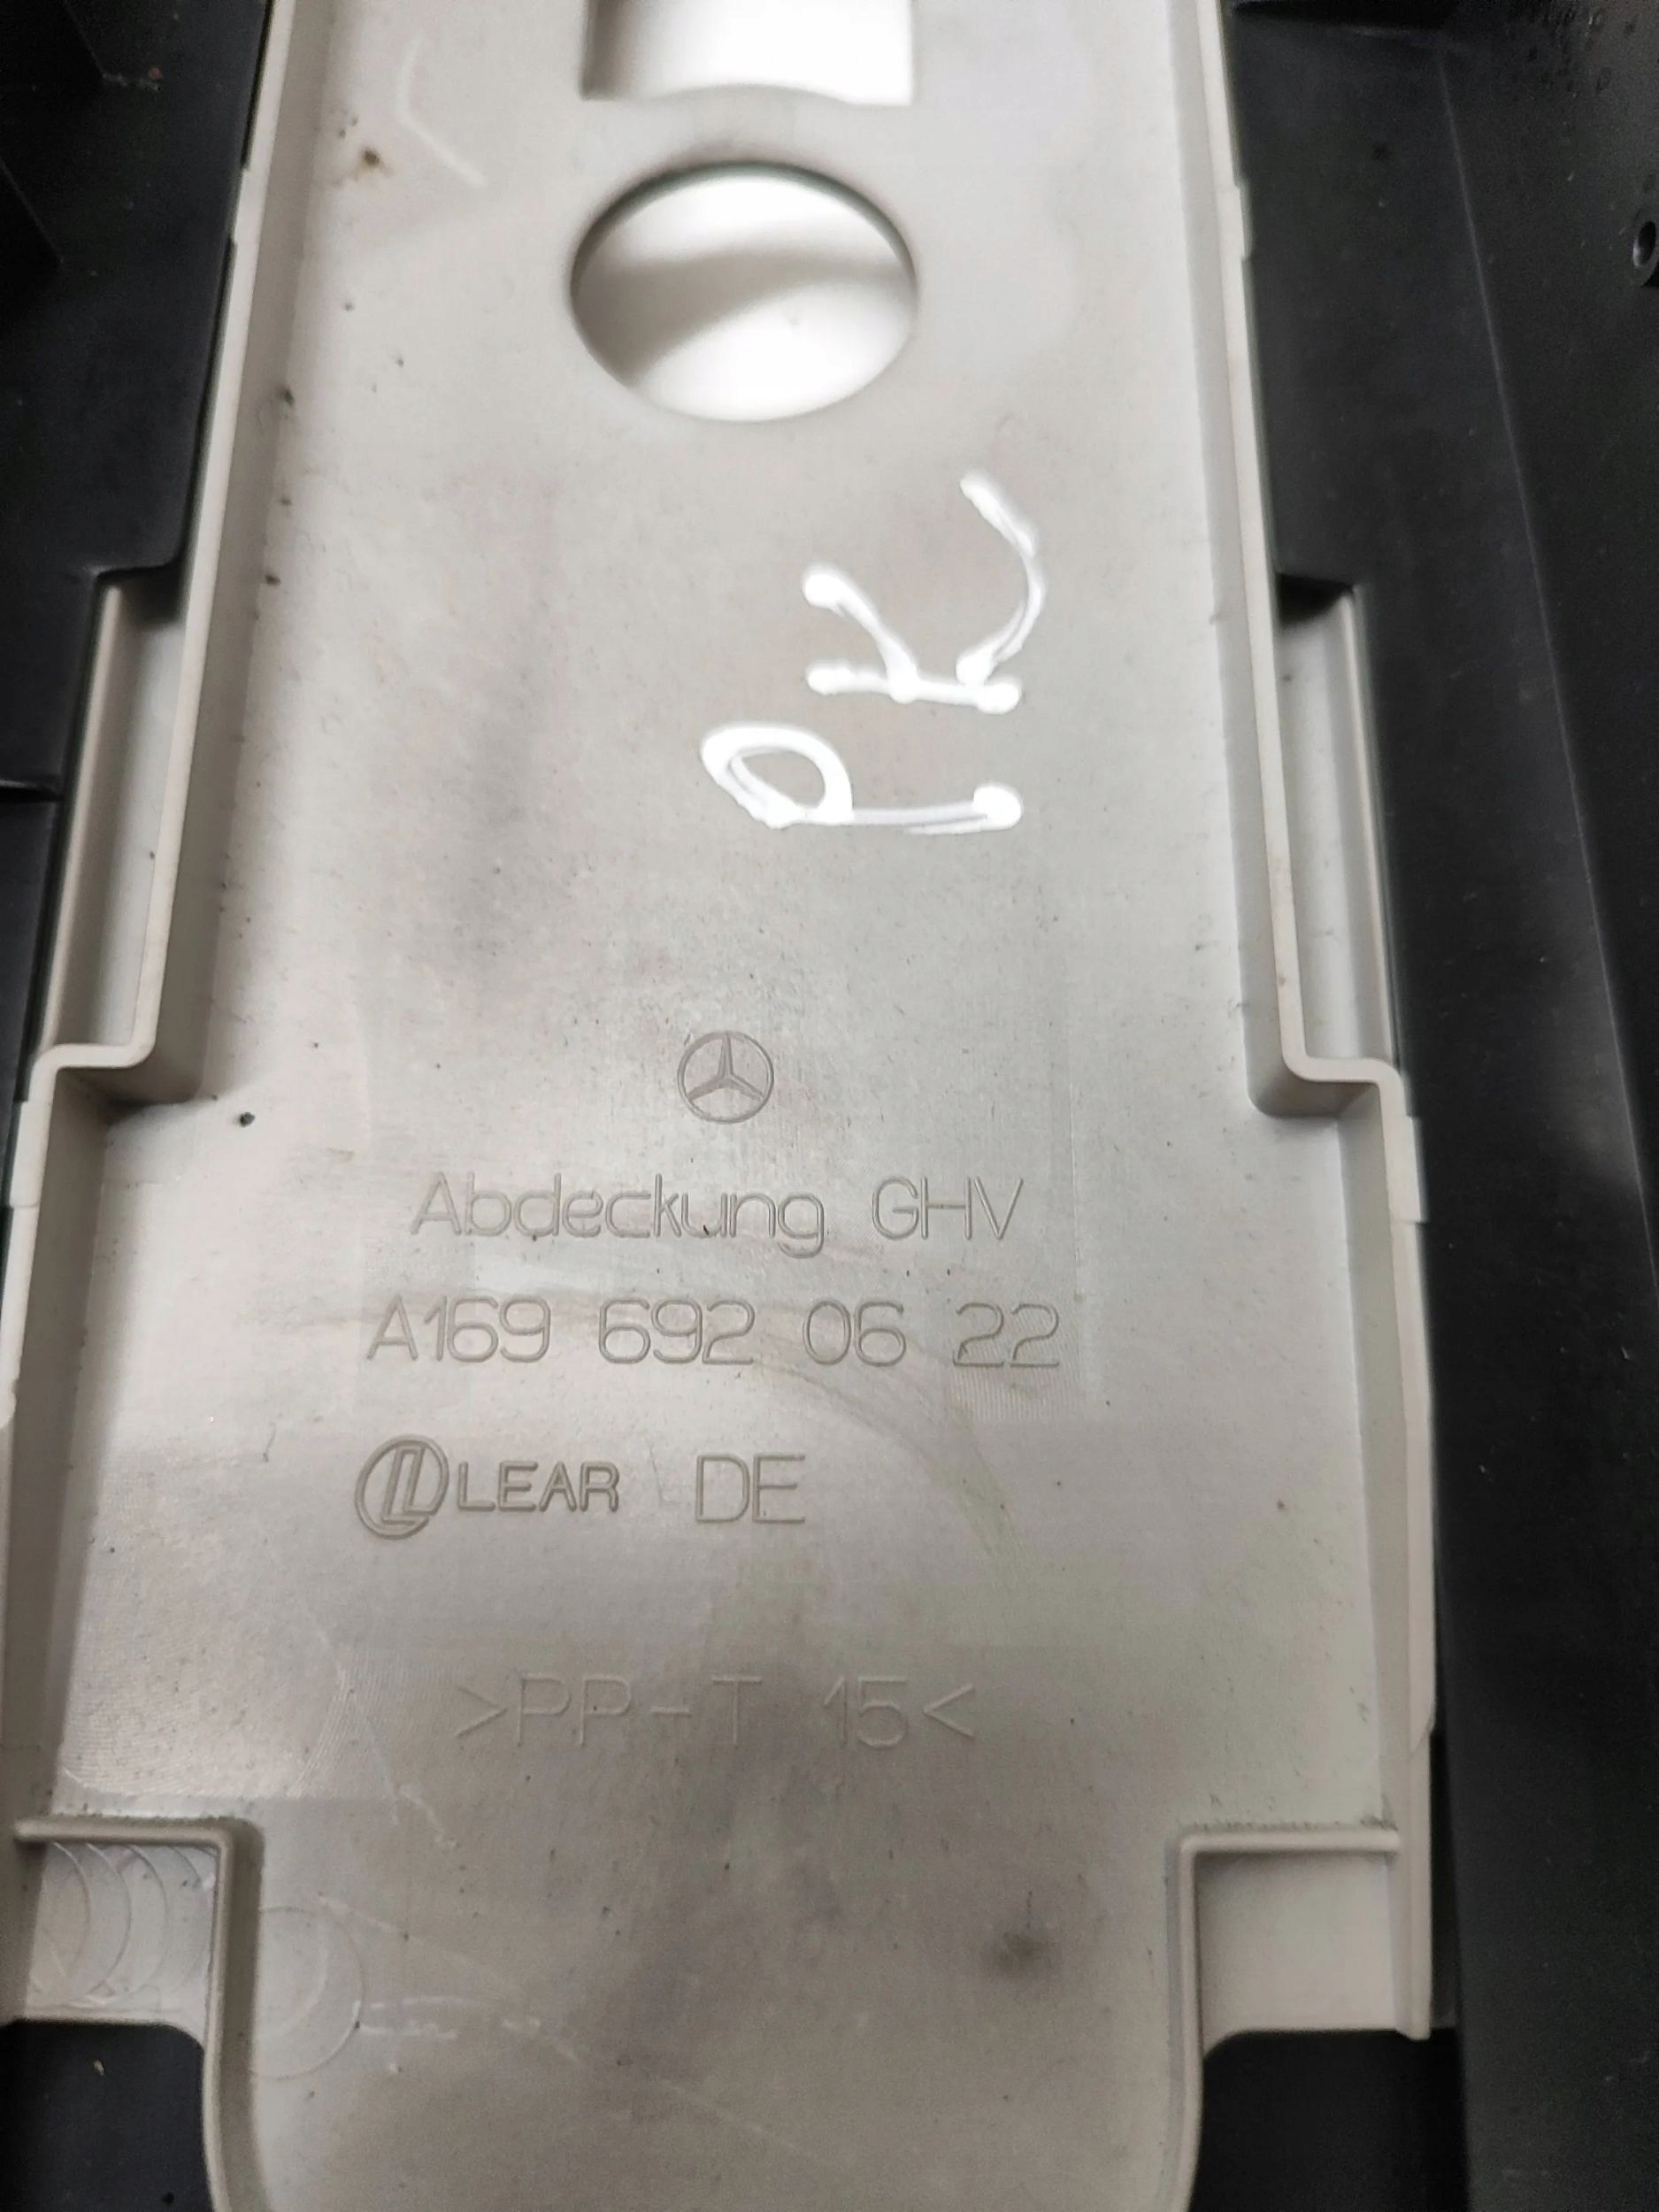 PK
Abdeckung GHV
A169 692 06 22
LEAR DE
>PP-T 15<